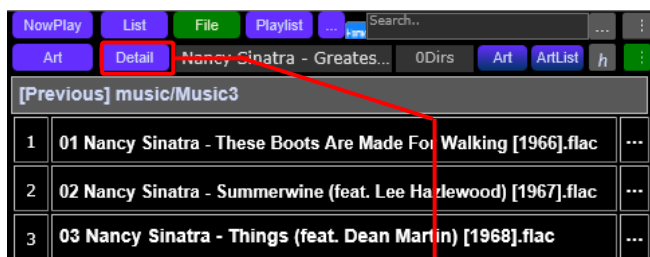 NowPlay List File Playlist ... Search.. ... ⋮
Art Detail Nancy Sinatra - Greates... 0Dirs Art ArtList h ⋮
[Previous] music/Music3
1 01 Nancy Sinatra - These Boots Are Made For Walking [1966].flac ...
2 02 Nancy Sinatra - Summerwine (feat. Lee Hazlewood) [1967].flac ...
3 03 Nancy Sinatra - Things (feat. Dean Martin) [1968].flac ...